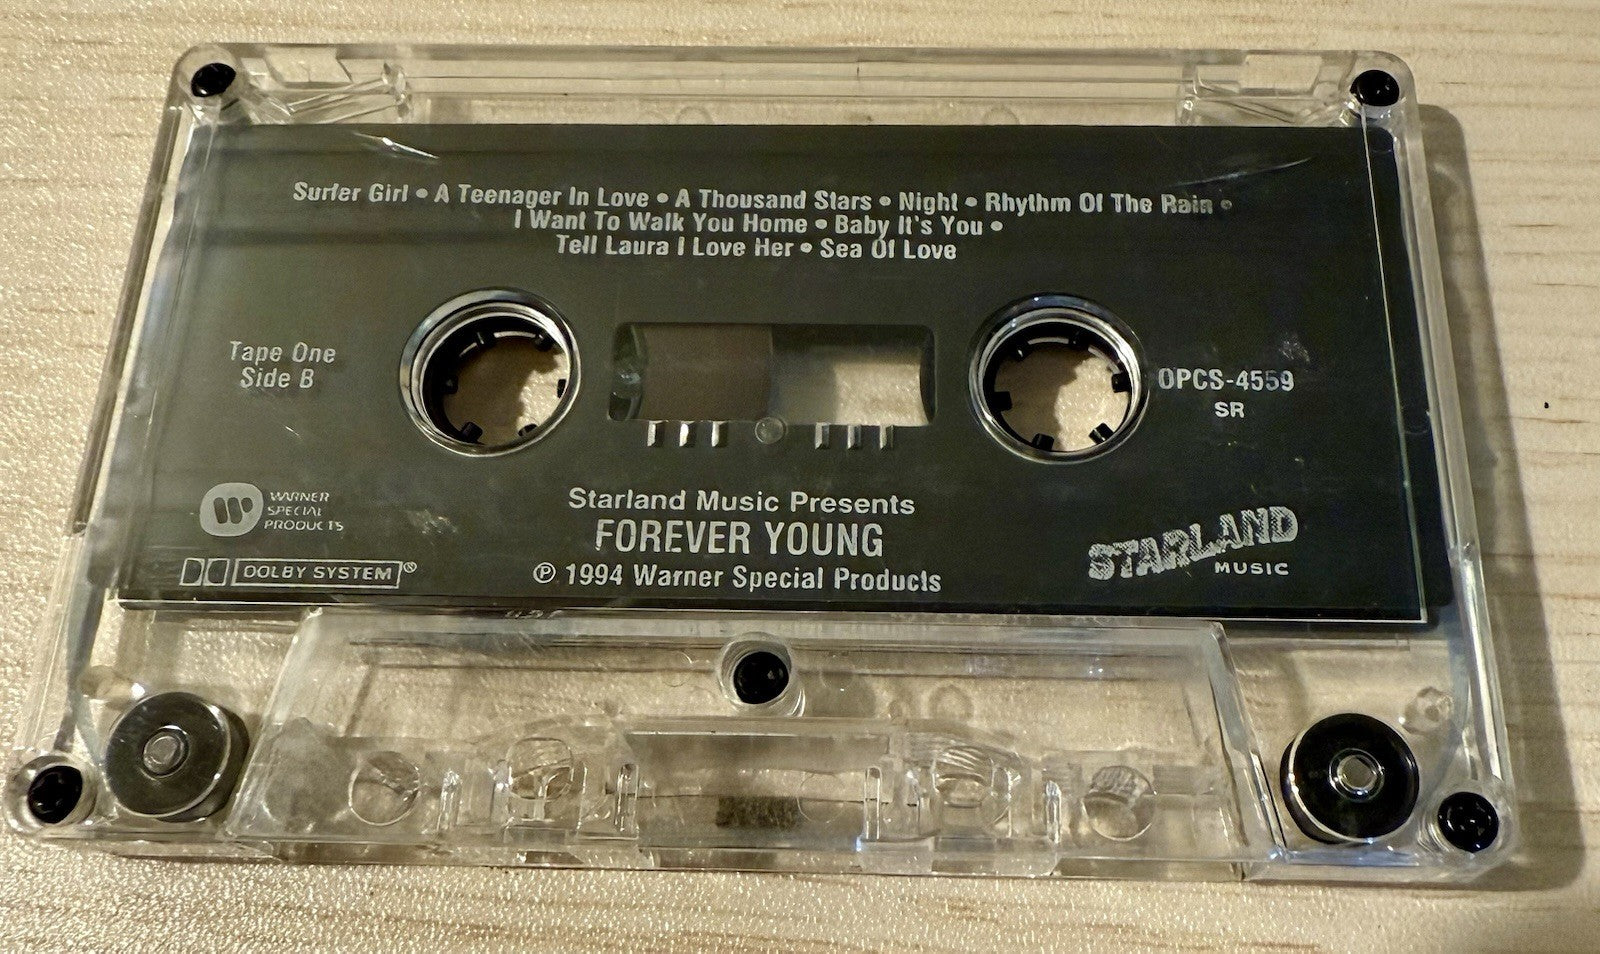 Surfer Girl • A Teenager In Love • A Thousand Stars • Night • Rhythm Of The Rain •
I Want To Walk You Home • Baby It's You •
Tell Laura I Love Her • Sea Of Love
Tape One
Side B
OPCS-4559
SR
WARNER
SPECIAL
PRODUCTS
DOLBY SYSTEM®
Starland Music Presents
FOREVER YOUNG
℗ 1994 Warner Special Products
STARLAND
MUSIC